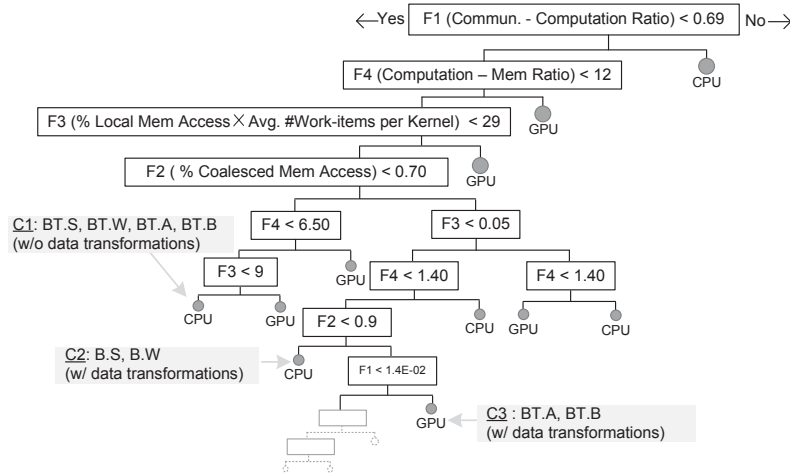 Yes F1 (Commun. - Computation Ratio) < 0.69 No
F4 (Computation – Mem Ratio) < 12 CPU
F3 (% Local Mem Access × Avg. #Work-items per Kernel) < 29 GPU
F2 ( % Coalesced Mem Access) < 0.70 GPU
C1: BT.S, BT.W, BT.A, BT.B
(w/o data transformations)
F4 < 6.50 F3 < 0.05
F3 < 9 GPU F4 < 1.40 F4 < 1.40
CPU GPU F2 < 0.9 CPU GPU CPU
C2: B.S, B.W
(w/ data transformations)
CPU F1 < 1.4E-02
GPU
C3 : BT.A, BT.B
(w/ data transformations)